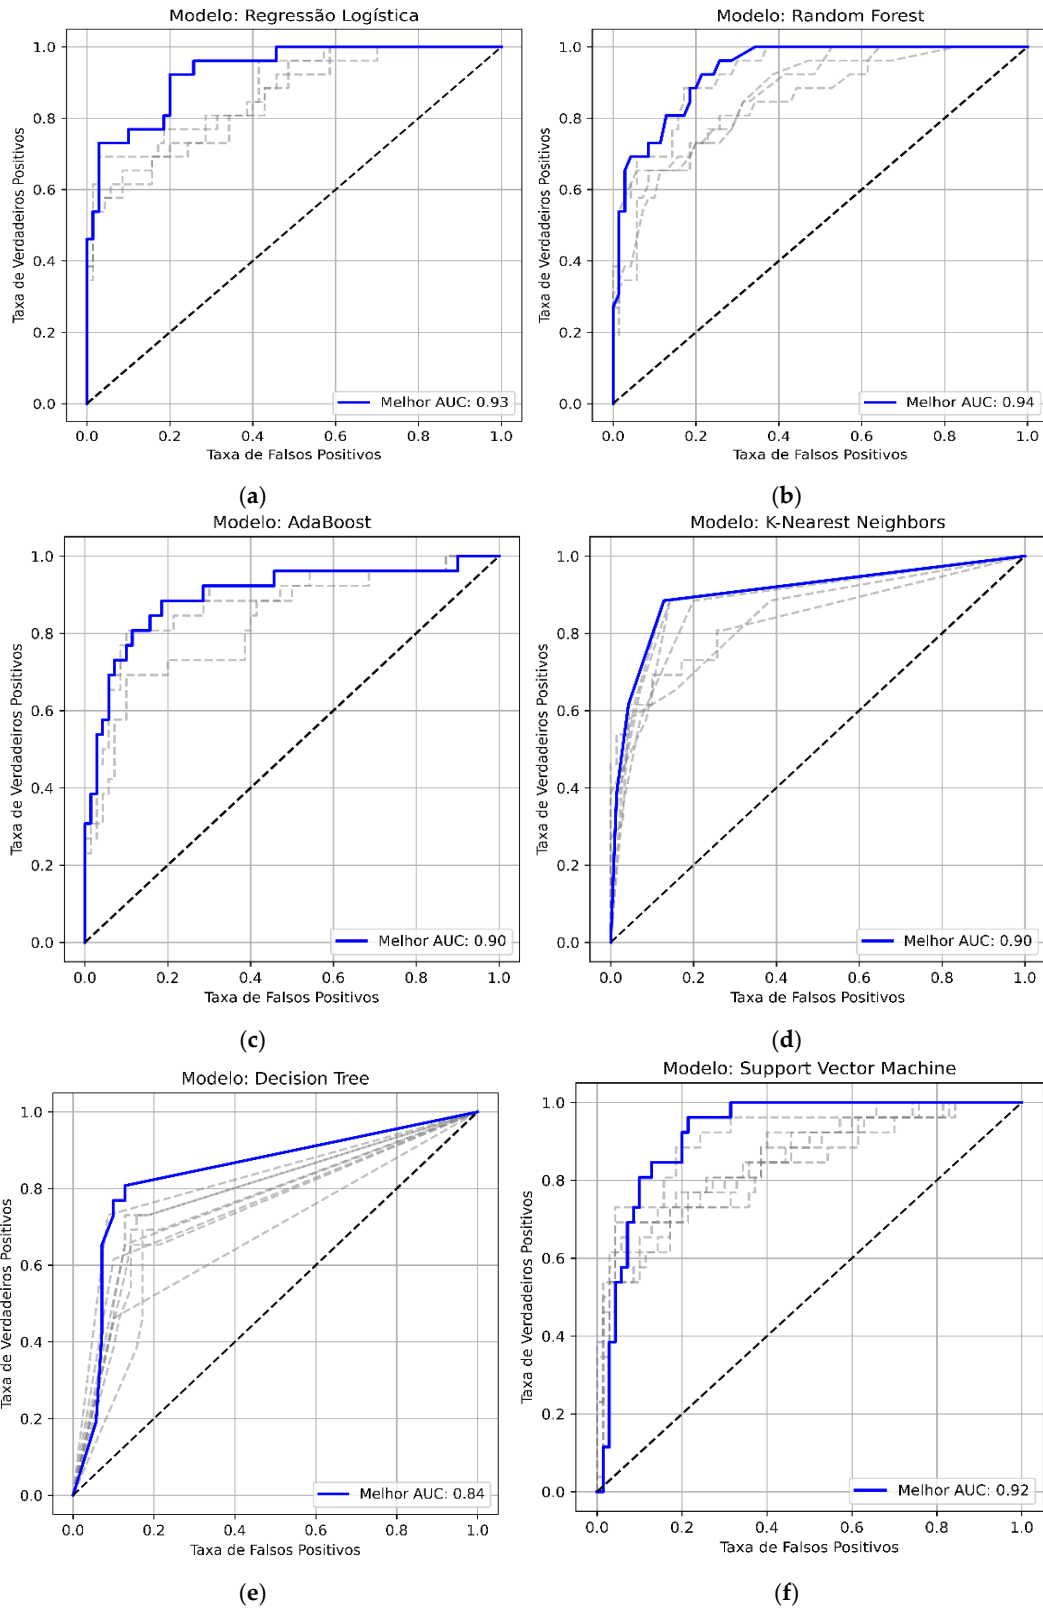 Modelo: Regressão Logística
1.0
0.8
0.6
0.4
0.2
0.0
Taxa de Verdadeiros Positivos
Melhor AUC: 0.93
0.0 0.2 0.4 0.6 0.8 1.0
Taxa de Falsos Positivos
(a)
Modelo: Random Forest
1.0
0.8
0.6
0.4
0.2
0.0
Taxa de Verdadeiros Positivos
Melhor AUC: 0.94
0.0 0.2 0.4 0.6 0.8 1.0
Taxa de Falsos Positivos
(b)
Modelo: AdaBoost
1.0
0.8
0.6
0.4
0.2
0.0
Taxa de Verdadeiros Positivos
Melhor AUC: 0.90
0.0 0.2 0.4 0.6 0.8 1.0
Taxa de Falsos Positivos
(c)
Modelo: K-Nearest Neighbors
1.0
0.8
0.6
0.4
0.2
0.0
Taxa de Verdadeiros Positivos
Melhor AUC: 0.90
0.0 0.2 0.4 0.6 0.8 1.0
Taxa de Falsos Positivos
(d)
Modelo: Decision Tree
1.0
0.8
0.6
0.4
0.2
0.0
Taxa de Verdadeiros Positivos
Melhor AUC: 0.84
0.0 0.2 0.4 0.6 0.8 1.0
Taxa de Falsos Positivos
(e)
Modelo: Support Vector Machine
1.0
0.8
0.6
0.4
0.2
0.0
Taxa de Verdadeiros Positivos
Melhor AUC: 0.92
0.0 0.2 0.4 0.6 0.8 1.0
Taxa de Falsos Positivos
(f)